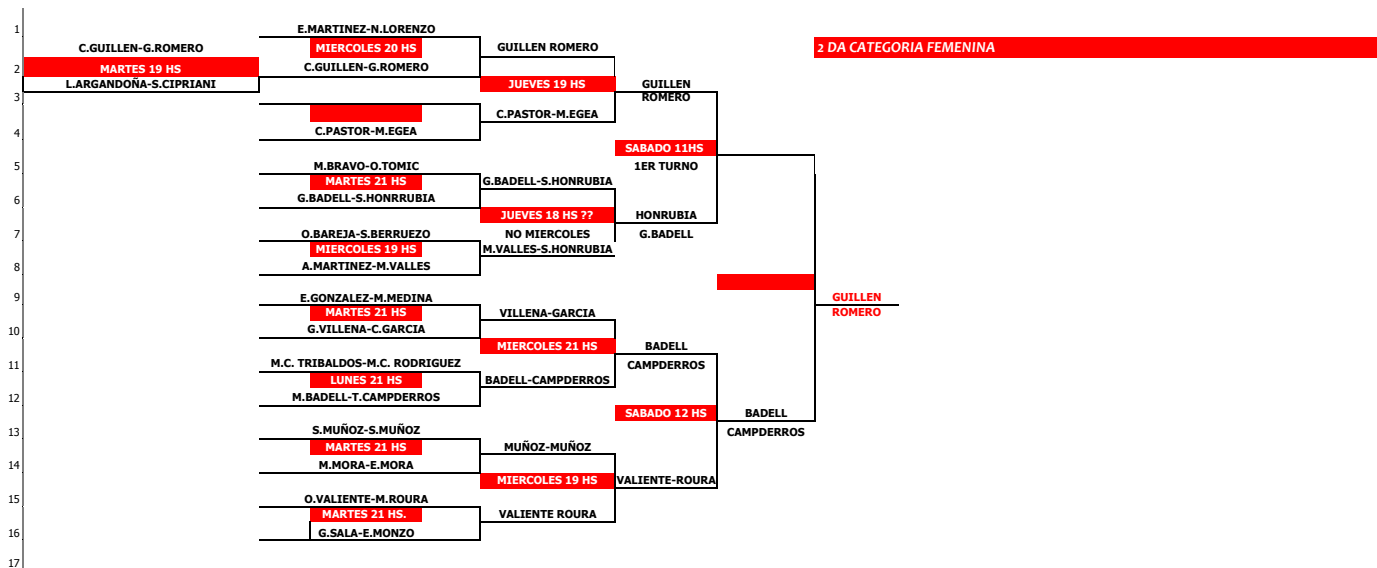 1
E.MARTINEZ-N.LORENZO
C.GUILLEN-G.ROMERO
MIERCOLES 20 HS
GUILLEN ROMERO
2 DA CATEGORIA FEMENINA
2
MARTES 19 HS
C.GUILLEN-G.ROMERO
L.ARGANDOÑA-S.CIPRIANI
JUEVES 19 HS
GUILLEN
3
ROMERO
C.PASTOR-M.EGEA
4
C.PASTOR-M.EGEA
SABADO 11HS
5
M.BRAVO-O.TOMIC
1ER TURNO
MARTES 21 HS
G.BADELL-S.HONRUBIA
6
G.BADELL-S.HONRRUBIA
JUEVES 18 HS ??
HONRUBIA
7
O.BAREJA-S.BERRUEZO
NO MIERCOLES
G.BADELL
MIERCOLES 19 HS
M.VALLES-S.HONRUBIA
8
A.MARTINEZ-M.VALLES
9
E.GONZALEZ-M.MEDINA
GUILLEN
MARTES 21 HS
VILLENA-GARCIA
ROMERO
10
G.VILLENA-C.GARCIA
MIERCOLES 21 HS
BADELL
11
M.C. TRIBALDOS-M.C. RODRIGUEZ
CAMPDERROS
LUNES 21 HS
BADELL-CAMPDERROS
12
M.BADELL-T.CAMPDERROS
SABADO 12 HS
BADELL
13
S.MUÑOZ-S.MUÑOZ
CAMPDERROS
MARTES 21 HS
MUÑOZ-MUÑOZ
14
M.MORA-E.MORA
MIERCOLES 19 HS
VALIENTE-ROURA
15
O.VALIENTE-M.ROURA
MARTES 21 HS.
VALIENTE ROURA
16
G.SALA-E.MONZO
17